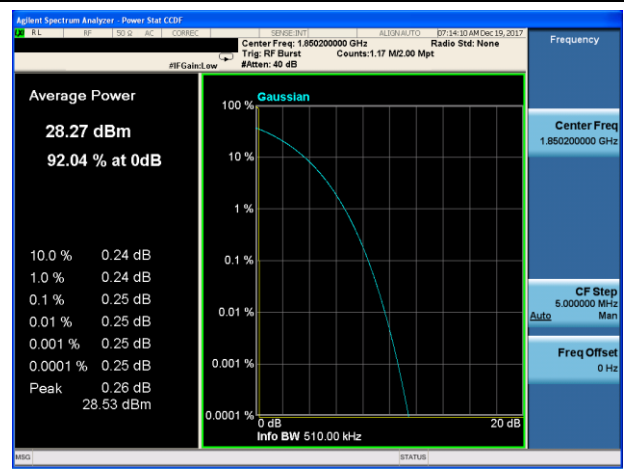 Agilent Spectrum Analyzer - Power Stat CCDF
RL RF 50 Ω AC CORREC SENSE:INT ALIGNAUTO 07:14:10 AM Dec 19, 2017
Center Freq: 1.850200000 GHz Radio Std: None
Trig: RF Burst Counts:1.17 M/2.00 Mpt
#IFGain:Low #Atten: 40 dB
Frequency
Average Power
28.27 dBm
92.04 % at 0dB
10.0 % 0.24 dB
1.0 % 0.24 dB
0.1 % 0.25 dB
0.01 % 0.25 dB
0.001 % 0.25 dB
0.0001 % 0.25 dB
Peak 0.26 dB
28.53 dBm
Gaussian
100 %
10 %
1 %
0.1 %
0.01 %
0.001 %
0.0001 %
0 dB 20 dB
Info BW 510.00 kHz
Center Freq
1.850200000 GHz
CF Step
5.000000 MHz
Auto Man
Freq Offset
0 Hz
MSG STATUS